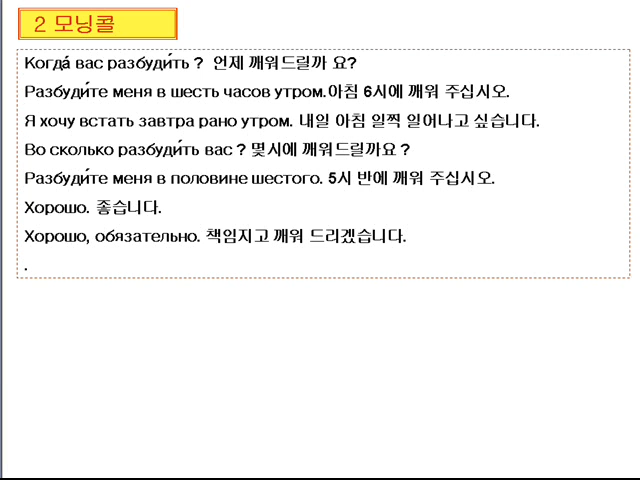 2 모닝콜
Когда́ вас разбуди́ть ? 언제 깨워드릴까 요?
Разбуди́те меня в шесть часов утром.아침 6시에 깨워 주십시오.
Я хочу встать завтра рано утром. 내일 아침 일찍 일어나고 싶습니다.
Во сколько разбуди́ть вас ? 몇시에 깨워드릴까요 ?
Разбуди́те меня в половине шестого. 5시 반에 깨워 주십시오.
Хорошо. 좋습니다.
Хорошо, обязательно. 책임지고 깨워 드리겠습니다.
.